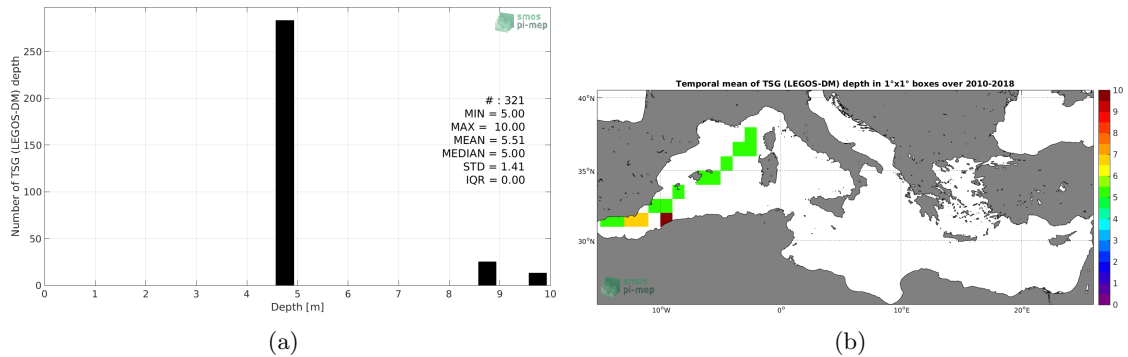 smos
pi-mep
250
200
150
100
50
0
Number of TSG (LEGOS-DM) depth
# : 321
MIN = 5.00
MAX = 10.00
MEAN = 5.51
MEDIAN = 5.00
STD = 1.41
IQR = 0.00
0 1 2 3 4 5 6 7 8 9 10
Depth [m]
(a)
Temporal mean of TSG (LEGOS-DM) depth in 1°x1° boxes over 2010-2018
40°N
35°N
30°N
10°W 0° 10°E 20°E
smos
pi-mep
10
9
8
7
6
5
4
3
2
1
0
(b)